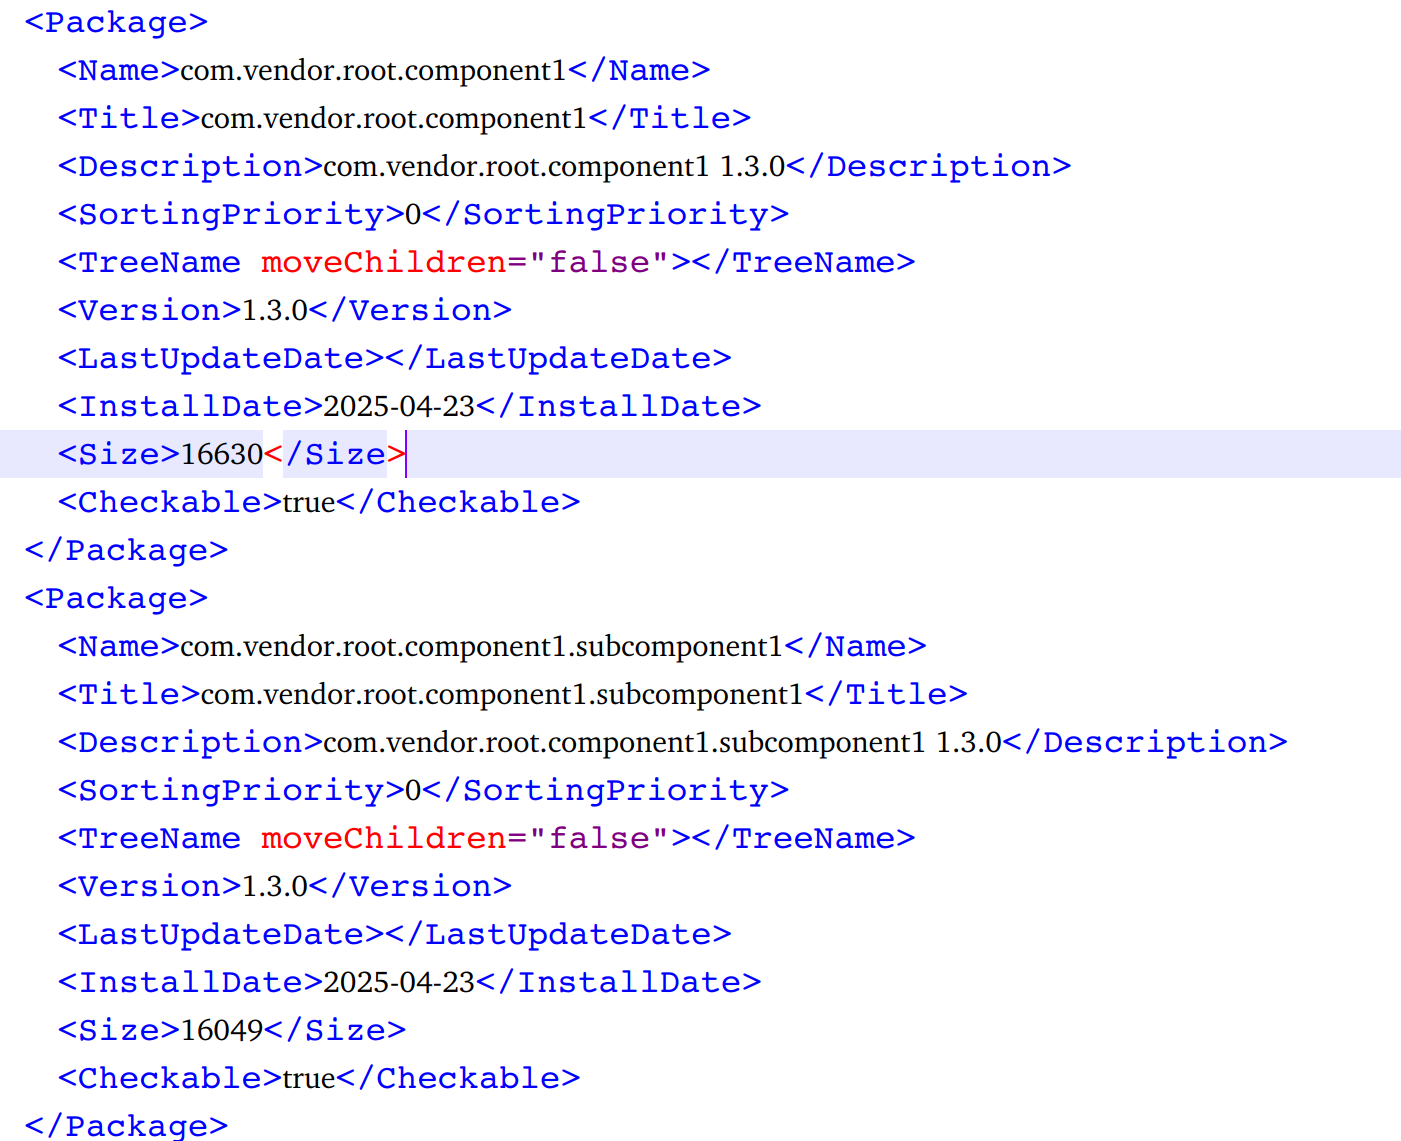 <Package>
<Name>com.vendor.root.component1</Name>
<Title>com.vendor.root.component1</Title>
<Description>com.vendor.root.component1 1.3.0</Description>
<SortingPriority>0</SortingPriority>
<TreeName moveChildren="false"></TreeName>
<Version>1.3.0</Version>
<LastUpdateDate></LastUpdateDate>
<InstallDate>2025-04-23</InstallDate>
<Size>16630</Size>
<Checkable>true</Checkable>
</Package>
<Package>
<Name>com.vendor.root.component1.subcomponent1</Name>
<Title>com.vendor.root.component1.subcomponent1</Title>
<Description>com.vendor.root.component1.subcomponent1 1.3.0</Description>
<SortingPriority>0</SortingPriority>
<TreeName moveChildren="false"></TreeName>
<Version>1.3.0</Version>
<LastUpdateDate></LastUpdateDate>
<InstallDate>2025-04-23</InstallDate>
<Size>16049</Size>
<Checkable>true</Checkable>
</Package>